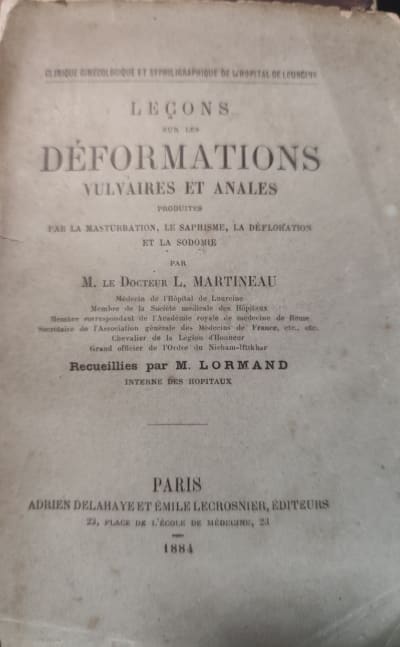 CLINIQUE GINÉCOLOGIQUE ET SYPHILIGRAPHIQUE DE L'HÔPITAL DE LOURCINE
LEÇONS
SUR LES
DÉFORMATIONS
VULVAIRES ET ANALES
PRODUITES
PAR LA MASTURBATION, LE SAPHISME, LA DÉFLORATION
ET LA SODOMIE
PAR
M. LE DOCTEUR L. MARTINEAU
Médecin de l'Hôpital de Lourcine
Membre de la Société médicale des Hôpitaux
Membre correspondant de l'Académie royale de médecine de Rome
Secrétaire de l'Association générale des Médecins de France, etc., etc.
Chevalier de la Légion d'Honneur
Grand officier de l'Ordre du Nicham-Iftikhar
Recueillies par M. LORMAND
INTERNE DES HOPITAUX
PARIS
ADRIEN DELAHAYE ET ÉMILE LECROSNIER, ÉDITEURS
23, PLACE DE L'ÉCOLE DE MÉDECINE, 23
1884